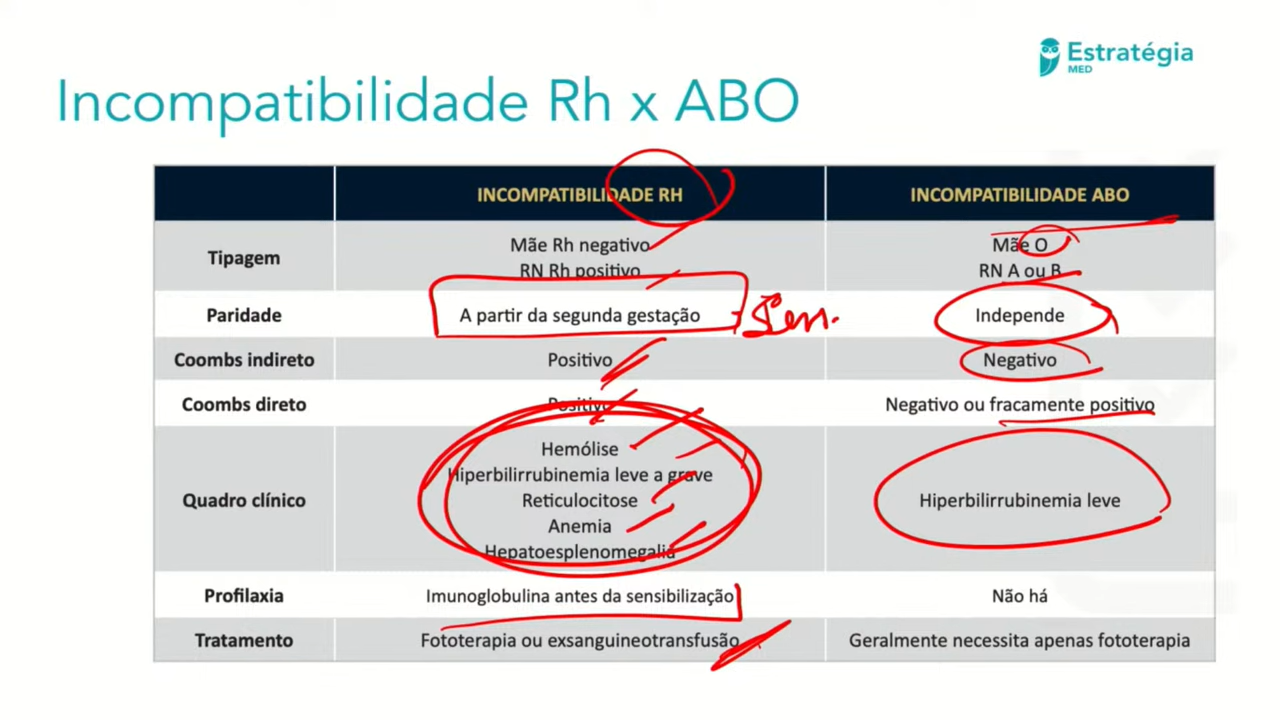 Estratégia
MED
Incompatibilidade Rh x ABO
INCOMPATIBILIDADE RH
INCOMPATIBILIDADE ABO
Tipagem
Mãe Rh negativo
RN Rh positivo
Mãe O
RN A ou B
Paridade
A partir da segunda gestação
Independe
Coombs indireto
Positivo
Negativo
Coombs direto
Positivo
Negativo ou fracamente positivo
Quadro clínico
Hemólise
Hiperbilirrubinemia leve a grave
Reticulocitose
Anemia
Hepatoesplenomegalia
Hiperbilirrubinemia leve
Profilaxia
Imunoglobulina antes da sensibilização
Não há
Tratamento
Fototerapia ou exsanguineotransfusão
Geralmente necessita apenas fototerapia